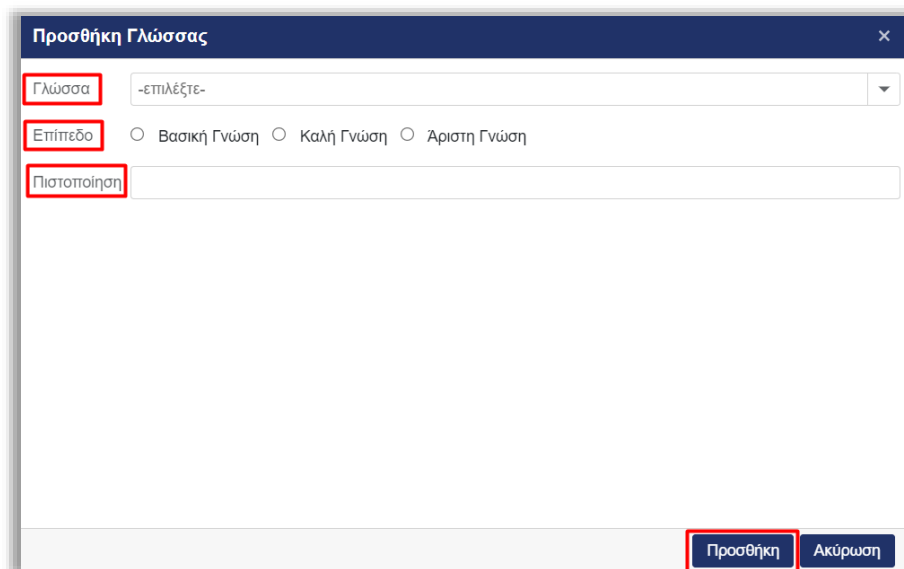 Προσθήκη Γλώσσας ×
Γλώσσα -επιλέξτε-
Επίπεδο Βασική Γνώση Καλή Γνώση Άριστη Γνώση
Πιστοποίηση
Προσθήκη Ακύρωση